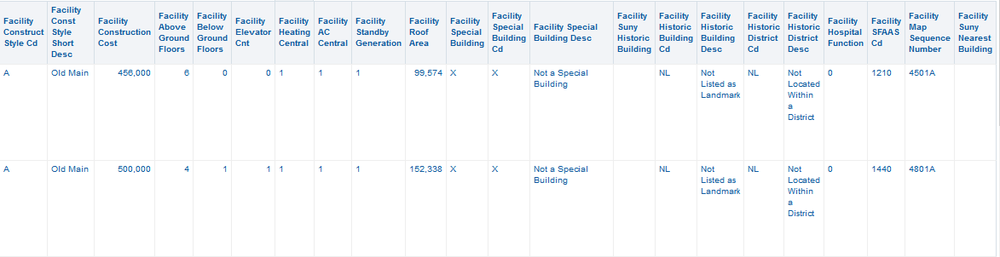 Facility Construct Style Cd | Facility Const Style Short Desc | Facility Construction Cost | Facility Above Ground Floors | Facility Below Ground Floors | Facility Elevator Cnt | Facility Heating Central | Facility AC Central | Facility Standby Generation | Facility Roof Area | Facility Special Building | Facility Special Building Cd | Facility Special Building Desc | Facility Suny Historic Building | Facility Historic Building Cd | Facility Historic Building Desc | Facility Historic District Cd | Facility Historic District Desc | Facility Hospital Function | Facility SFAAS Cd | Facility Map Sequence Number | Facility Suny Nearest Building
A | Old Main | 456,000 | 6 | 0 | 0 | 1 | 1 | 1 | 99,574 | X | X | Not a Special Building | | NL | Not Listed as Landmark | NL | Not Located Within a District | 0 | 1210 | 4501A |
A | Old Main | 500,000 | 4 | 1 | 1 | 1 | 1 | 1 | 152,338 | X | X | Not a Special Building | | NL | Not Listed as Landmark | NL | Not Located Within a District | 0 | 1440 | 4801A |